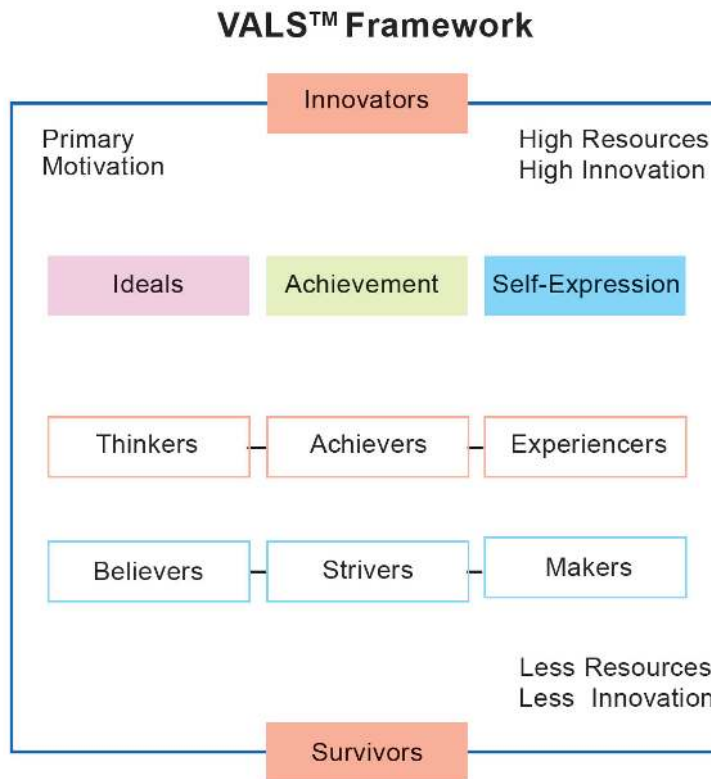 VALS™ Framework
Innovators
Primary
Motivation
High Resources
High Innovation
Ideals
Achievement
Self-Expression
Thinkers
Achievers
Experiencers
Believers
Strivers
Makers
Less Resources
Less Innovation
Survivors